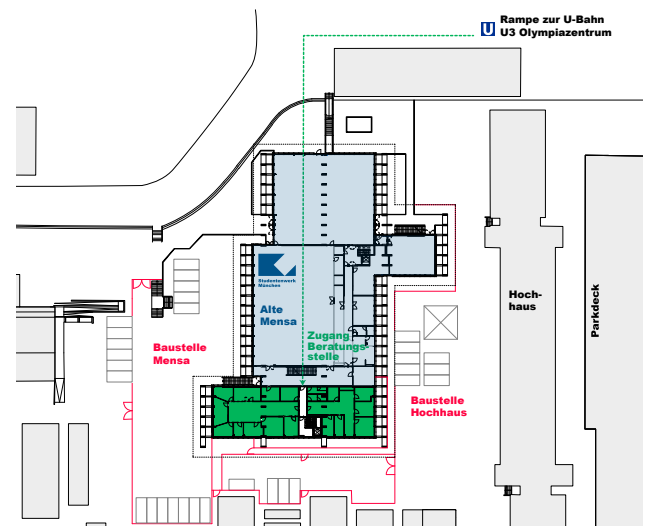 U
Rampe zur U-Bahn
U3 Olympiazentrum
Studentenwerk
München
Alte
Mensa
Zugang
Beratungs-
stelle
Baustelle
Mensa
Baustelle
Hochhaus
Hoch-
haus
Parkdeck